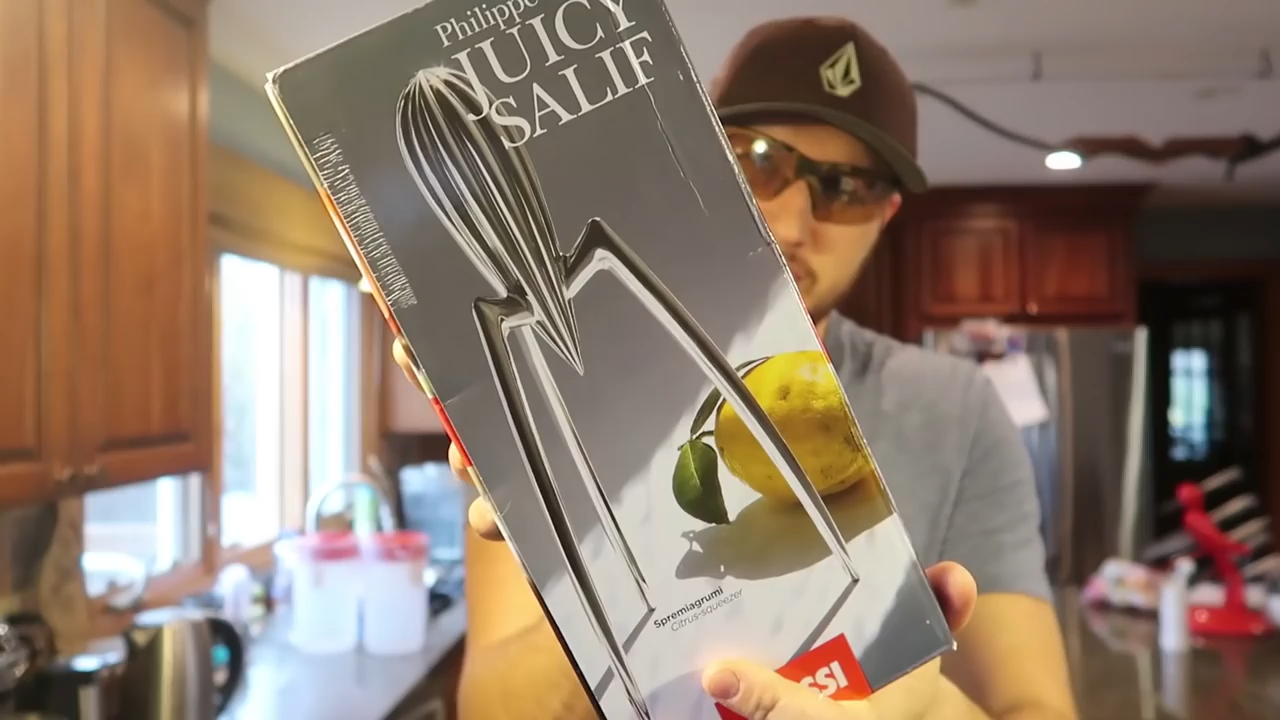 Philippe
JUICY
SALIF
Spremiagrumi
Citrus-squeezer
SSI